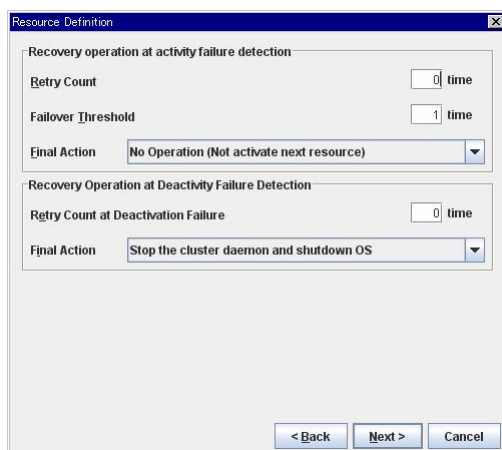 Resource Definition
Recovery operation at activity failure detection
Retry Count 0 time
Failover Threshold 1 time
Final Action No Operation (Not activate next resource)
Recovery Operation at Deactivity Failure Detection
Retry Count at Deactivation Failure 0 time
Final Action Stop the cluster daemon and shutdown OS
< Back Next > Cancel